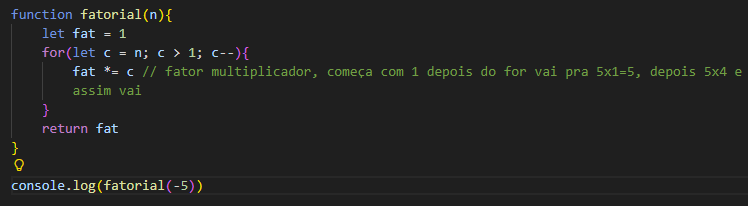 function fatorial(n){
let fat = 1
for(let c = n; c > 1; c--){
fat *= c // fator multiplicador, começa com 1 depois do for vai pra 5x1=5, depois 5x4 e
assim vai
}
return fat
}
console.log(fatorial(-5))